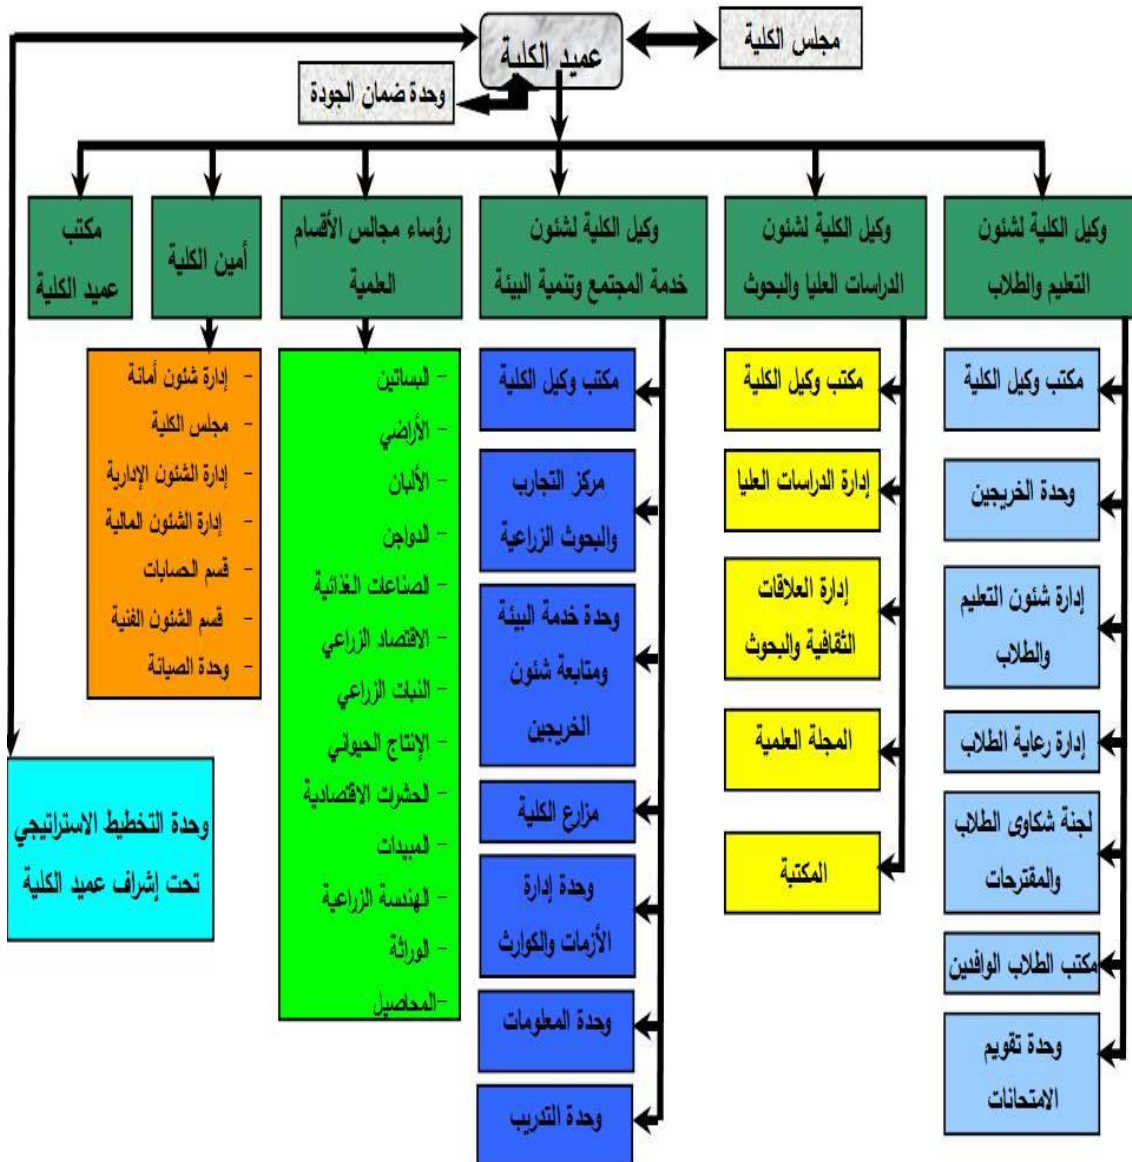 مجلس الكلية
عميد الكلية
وحدة ضمان الجودة
وكيل الكلية لشئون
التعليم والطلاب
وكيل الكلية لشئون
الدراسات العليا والبحوث
وكيل الكلية لشئون
خدمة المجتمع وتنمية البيئة
رؤساء مجالس الأقسام
العلمية
أمين الكلية
مكتب
عميد الكلية
مكتب وكيل الكلية
وحدة الخريجين
إدارة شئون التعليم
والطلاب
إدارة رعاية الطلاب
لجنة شكاوى الطلاب
والمقترحات
مكتب الطلاب الوافدين
وحدة تقويم
الامتحانات
مكتب وكيل الكلية
إدارة الدراسات العليا
إدارة العلاقات
الثقافية والبحوث
المجلة العلمية
المكتبة
مكتب وكيل الكلية
مركز التجارب
والبحوث الزراعية
وحدة خدمة البيئة
ومتابعة شئون
الخريجين
مزارع الكلية
وحدة إدارة
الأزمات والكوارث
وحدة المعلومات
وحدة التدريب
- البساتين
- الأراضي
- الألبان
- الدواجن
- الصناعات الغذائية
- الاقتصاد الزراعي
- النبات الزراعي
- الإنتاج الحيواني
- الحشرات الاقتصادية
- المبيدات
- الهندسة الزراعية
- الوراثة
-المحاصيل
- إدارة شئون أمانة
- مجلس الكلية
- إدارة الشئون الإدارية
- إدارة الشئون المالية
- قسم الحسابات
- قسم الشئون الفنية
- وحدة الصيانة
وحدة التخطيط الاستراتيجي
تحت إشراف عميد الكلية